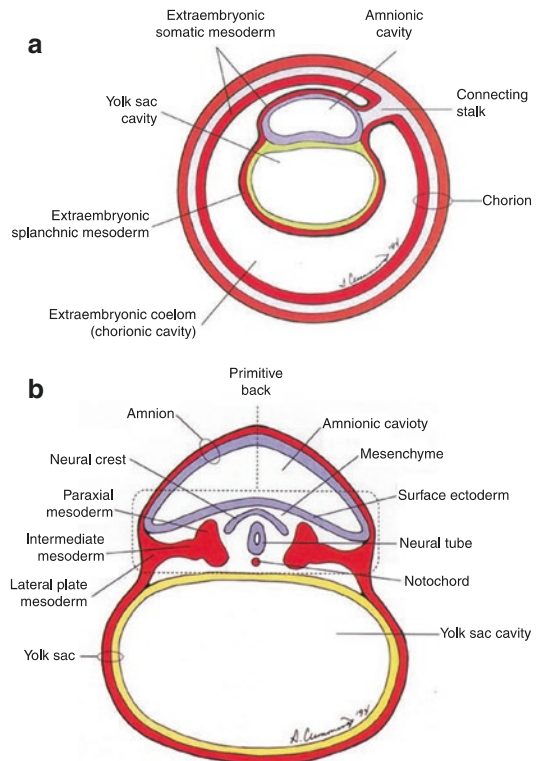 a
Extraembryonic
somatic mesoderm
Amnionic
cavity
Yolk sac
cavity
Connecting
stalk
Extraembryonic
splanchnic mesoderm
Chorion
Extraembryonic coelom
(chorionic cavity)
b
Primitive
back
Amnion
Amnionic cavioty
Neural crest
Mesenchyme
Paraxial
mesoderm
Surface ectoderm
Intermediate
mesoderm
Neural tube
Lateral plate
mesoderm
Notochord
Yolk sac cavity
Yolk sac
A. Cummings '98